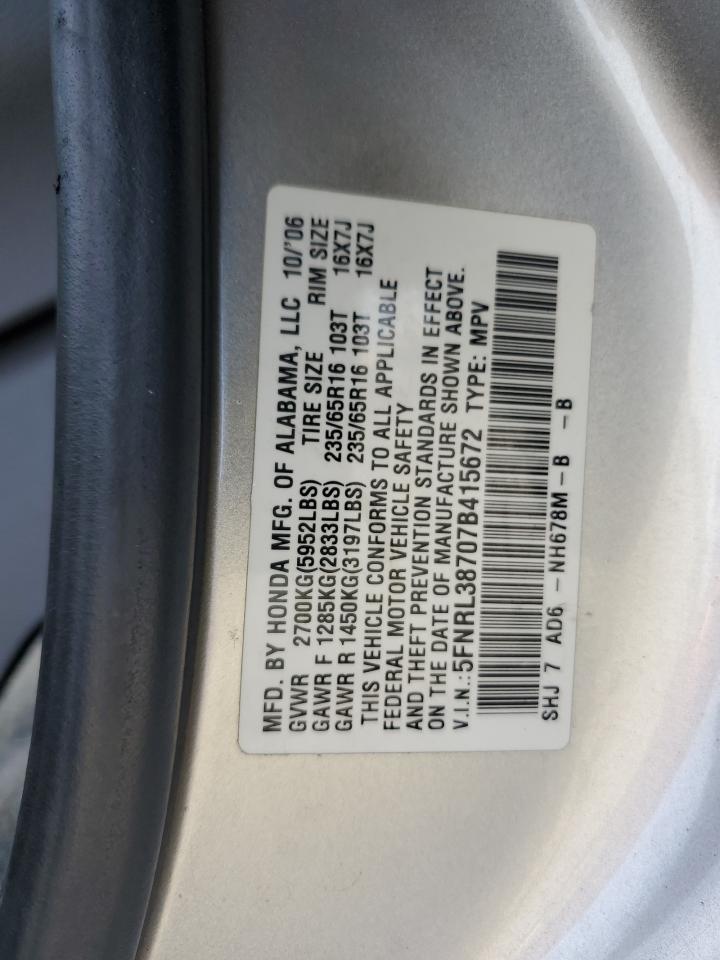 MFD. BY HONDA MFG. OF ALABAMA, LLC 10/'06
GVWR 2700KG(5952LBS) TIRE SIZE RIM SIZE
GAWR F 1285KG(2833LBS) 235/65R16 103T 16X7J
GAWR R 1450KG(3197LBS) 235/65R16 103T 16X7J
THIS VEHICLE CONFORMS TO ALL APPLICABLE
FEDERAL MOTOR VEHICLE SAFETY
AND THEFT PREVENTION STANDARDS IN EFFECT
ON THE DATE OF MANUFACTURE SHOWN ABOVE.
V.I.N.:5FNRL38707B415672 TYPE: MPV
SHJ 7 AD6 - NH678M-B -B